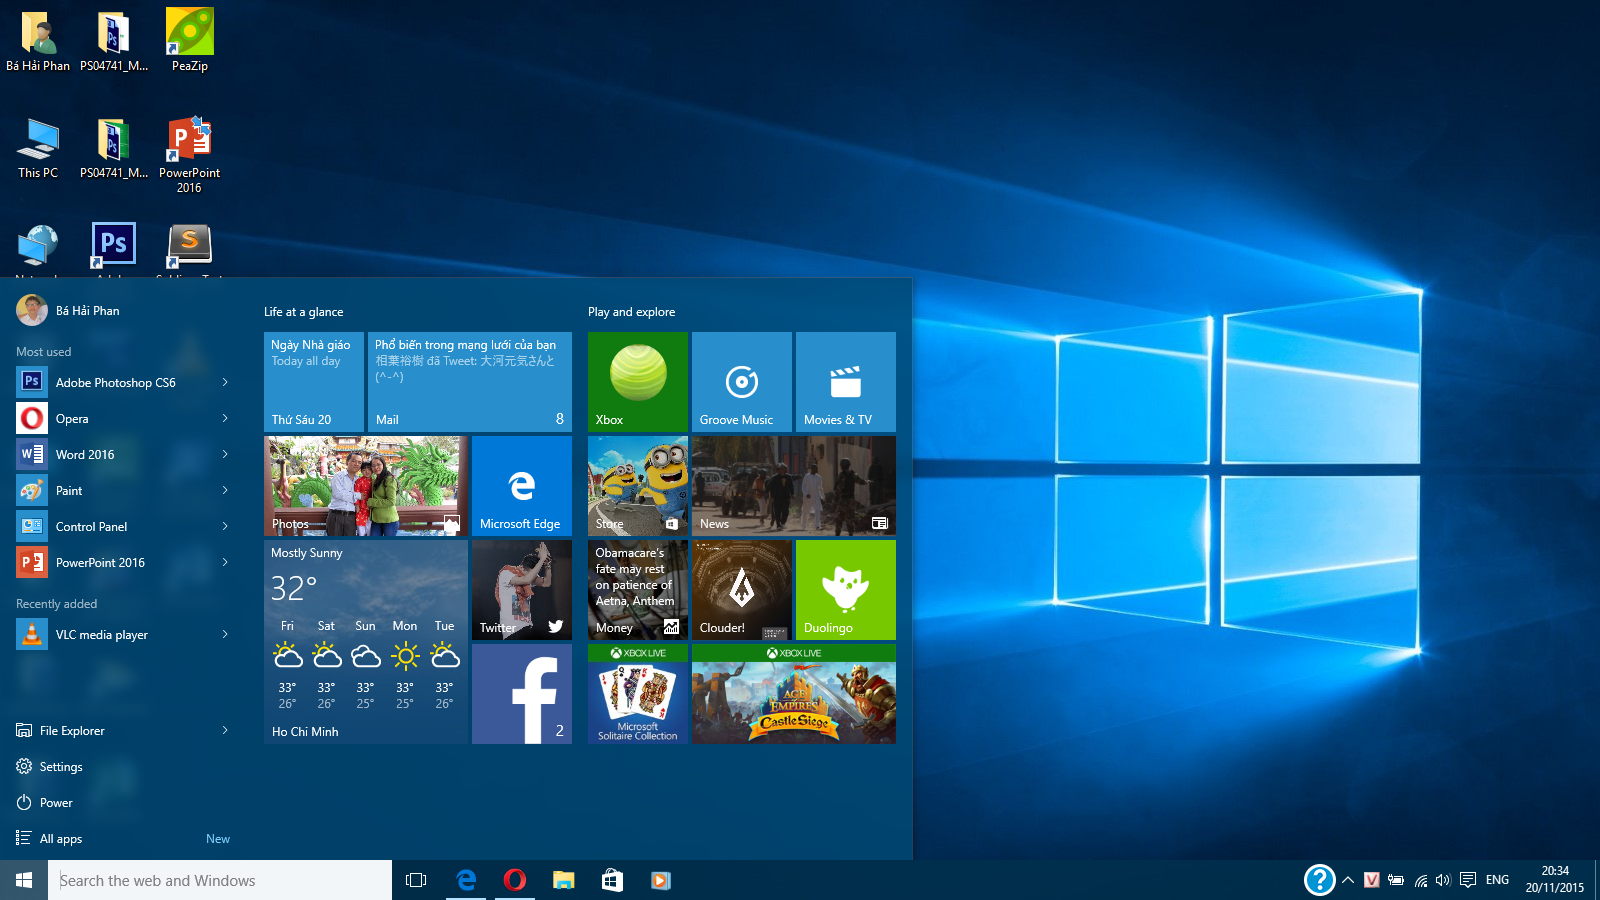 Bá Hải Phan
PS04741_M...
PeaZip
This PC
PS04741_M...
PowerPoint
2016
Ps
S
Bá Hải Phan
Most used
Adobe Photoshop CS6
Opera
Word 2016
Paint
Control Panel
PowerPoint 2016
Recently added
VLC media player
File Explorer
Settings
Power
All apps
New
Life at a glance
Ngày Nhà giáo
Today all day
Thứ Sáu 20
Phổ biến trong mạng lưới của bạn
相葉裕樹 đã Tweet: 大河元気さんと
(^-^)
Mail
8
Photos
Microsoft Edge
Mostly Sunny
32°
Fri Sat Sun Mon Tue
33° 33° 33° 33° 33°
26° 26° 25° 25° 26°
Ho Chi Minh
Twitter
2
Play and explore
Xbox
Groove Music
Movies & TV
Store
News
Obamacare's
fate may rest
on patience of
Aetna, Anthem
Money
Clouder!
Duolingo
XBOX LIVE
Microsoft
Solitaire Collection
XBOX LIVE
AGE
OF
EMPIRES
Castle Siege
Search the web and Windows
ENG
20:34
20/11/2015